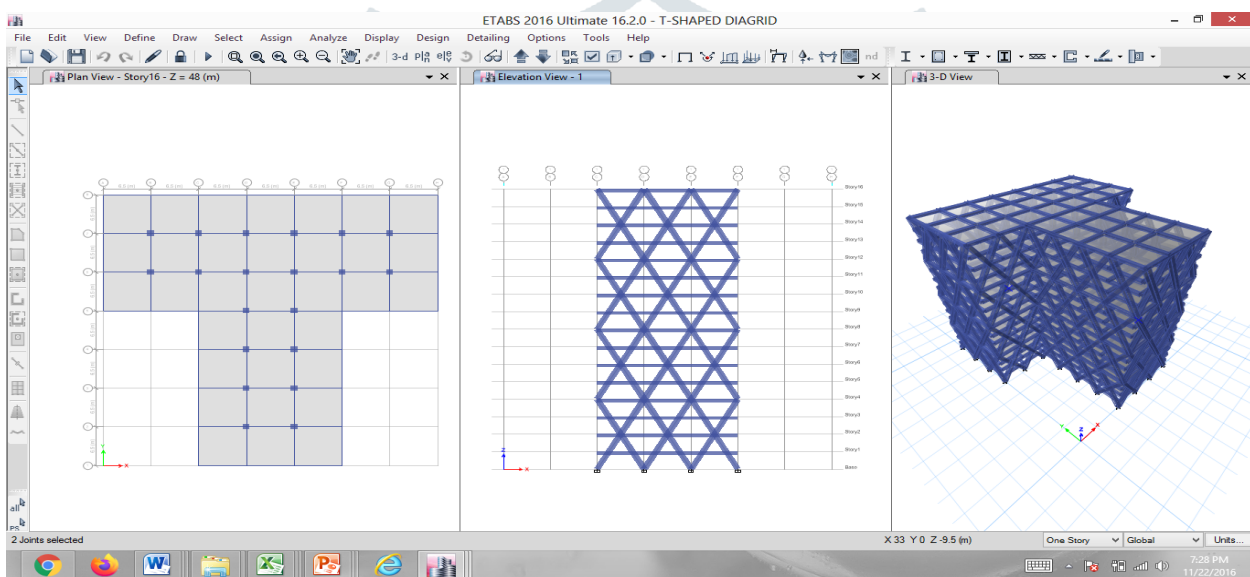 ETABS 2016 Ultimate 16.2.0 - T-SHAPED DIAGRID
File Edit View Define Draw Select Assign Analyze Display Design Detailing Options Tools Help
3-d nd
Plan View - Story16 - Z = 48 (m)
Elevation View - 1
3-D View
Story16
Story15
Story14
Story13
Story12
Story11
Story10
Story9
Story8
Story7
Story6
Story5
Story4
Story3
Story2
Story1
Base
Y
X
Z
X
Y
Z
X
all
ps
2 Joints selected
X 33 Y 0 Z -9.5 (m)
One Story
Global
Units...
7:28 PM
11/22/2016